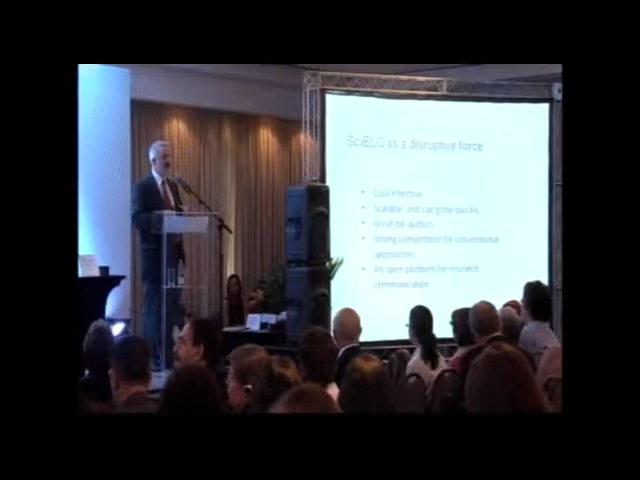 SciELO as a disruptive force
• Cost effective
• Scalable, and can grow quickly
• Great for authors
• Strong competition for conventional
approaches
• An open platform for research
communication